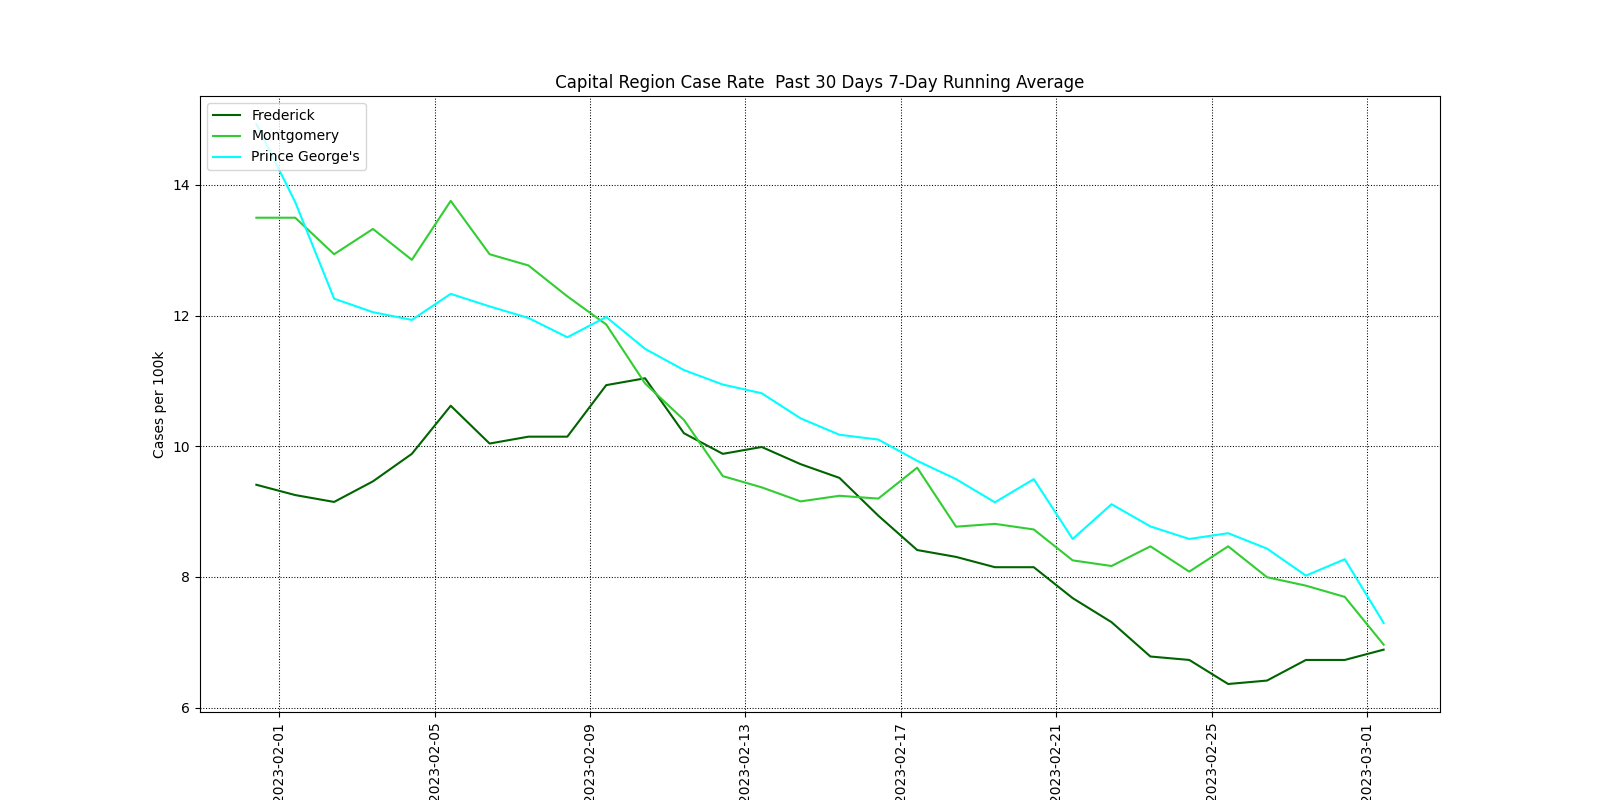 Capital Region Case Rate  Past 30 Days 7-Day Running Average
Frederick
Montgomery
Prince George's
14
12
10
8
6
Cases per 100k
2023-02-01
2023-02-05
2023-02-09
2023-02-13
2023-02-17
2023-02-21
2023-02-25
2023-03-01